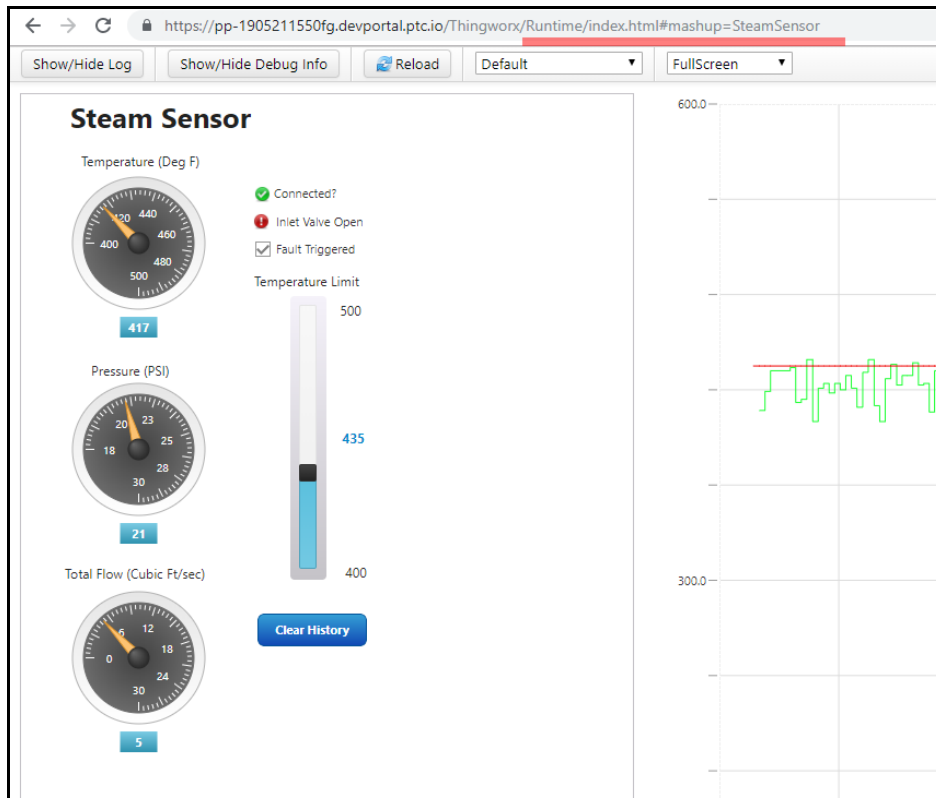 https://pp-1905211550fg.devportal.ptc.io/Thingworx/Runtime/index.html#mashup=SteamSensor
Show/Hide Log Show/Hide Debug Info Reload Default FullScreen
Steam Sensor
Temperature (Deg F)
400 420 440 460 480 500
417
Connected?
Inlet Valve Open
Fault Triggered
Temperature Limit
500
435
400
Pressure (PSI)
18 20 23 25 28 30
21
Total Flow (Cubic Ft/sec)
0 6 12 18 24 30
5
Clear History
600.0
300.0